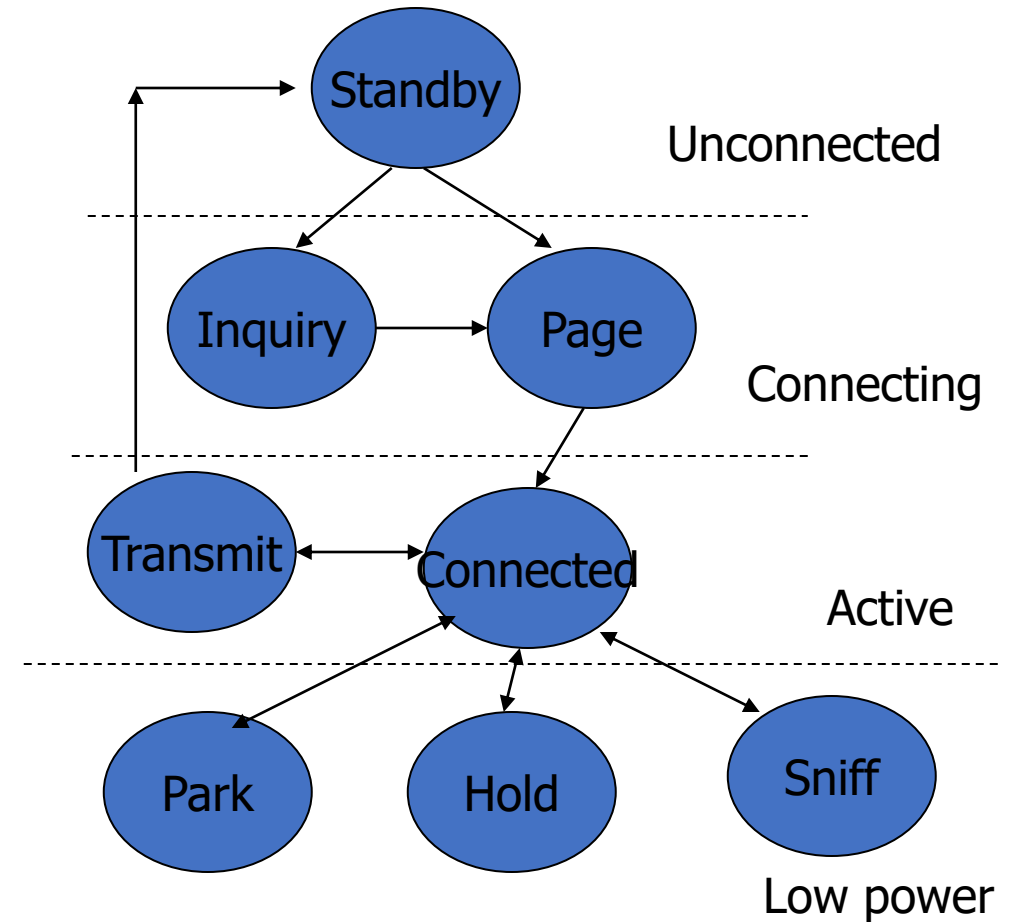 Standby
Unconnected
Inquiry
Page
Connecting
Transmit
Connected
Active
Park
Hold
Sniff
Low power